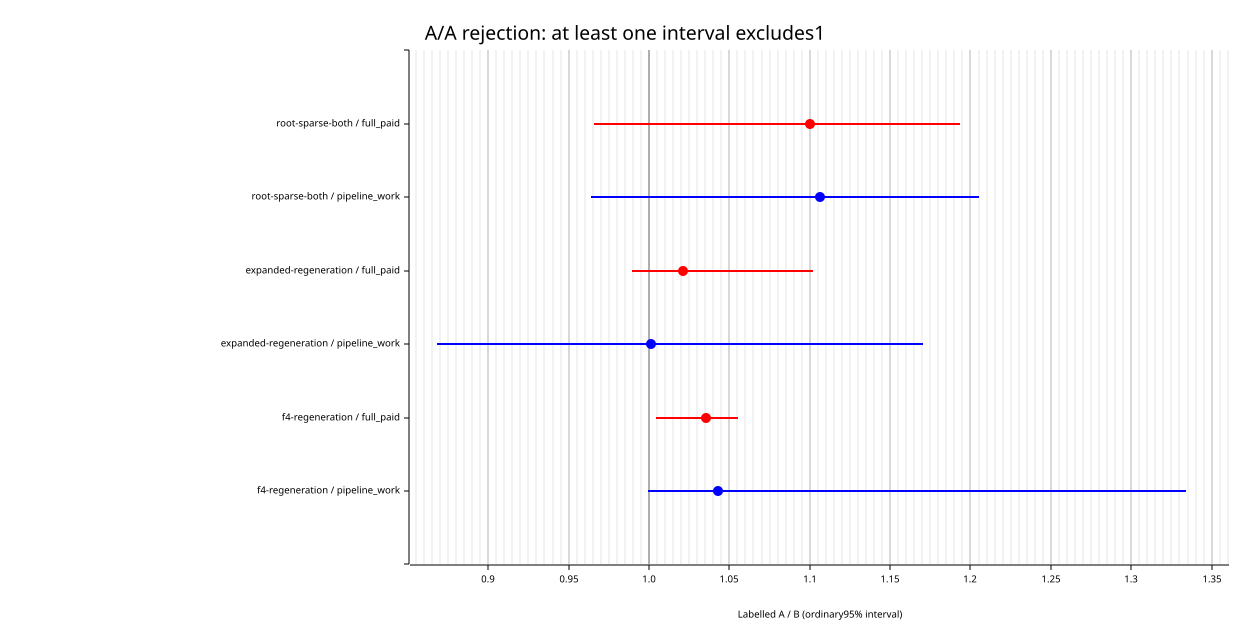 A/A rejection: at least one interval excludes1
root-sparse-both / full_paid
root-sparse-both / pipeline_work
expanded-regeneration / full_paid
expanded-regeneration / pipeline_work
f4-regeneration / full_paid
f4-regeneration / pipeline_work
0.9 0.95 1.0 1.05 1.1 1.15 1.2 1.25 1.3 1.35
Labelled A / B (ordinary95% interval)